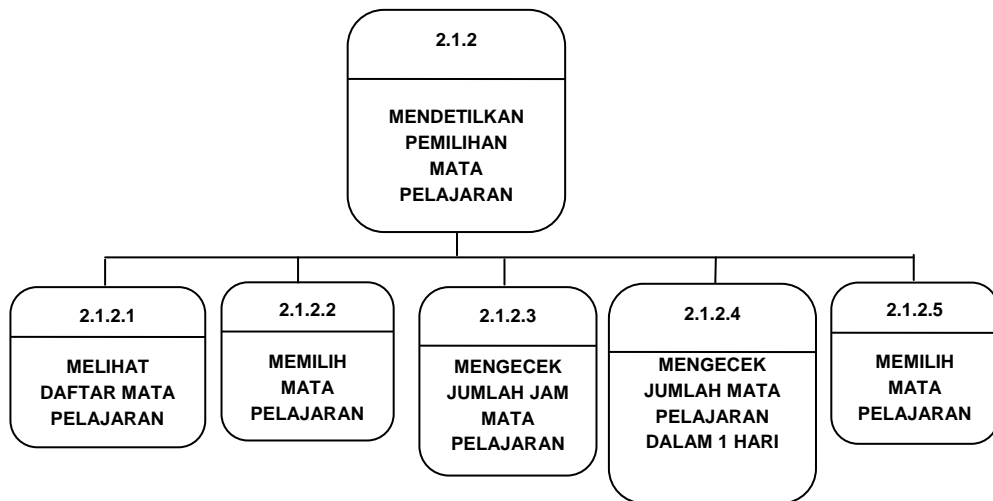 2.1.2
MENDETILKAN
PEMILIHAN
MATA
PELAJARAN
2.1.2.1
MELIHAT
DAFTAR MATA
PELAJARAN
2.1.2.2
MEMILIH
MATA
PELAJARAN
2.1.2.3
MENGECEK
JUMLAH JAM
MATA
PELAJARAN
2.1.2.4
MENGECEK
JUMLAH MATA
PELAJARAN
DALAM 1 HARI
2.1.2.5
MEMILIH
MATA
PELAJARAN